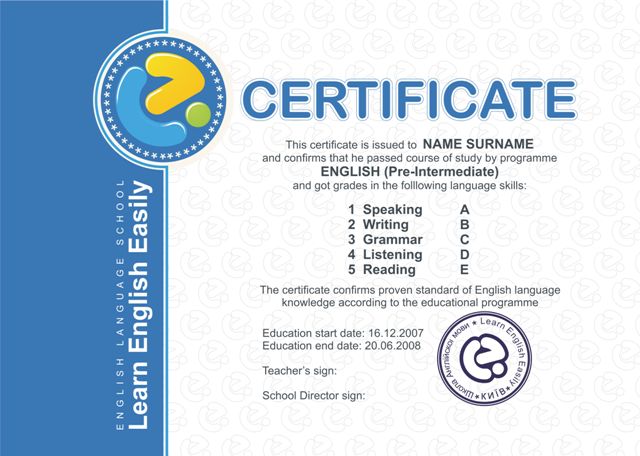 CERTIFICATE
This certificate is issued to NAME SURNAME
and confirms that he passed course of study by programme
ENGLISH (Pre-Intermediate)
and got grades in the folllowing language skills:
1 Speaking A
2 Writing B
3 Grammar C
4 Listening D
5 Reading E
The certificate confirms proven standard of English language
knowledge according to the educational programme
Education start date: 16.12.2007
Education end date: 20.06.2008
Teacher's sign:
School Director sign:
ENGLISH LANGUAGE SCHOOL
Learn English Easily
Школа Англійської мови ★ Learn English Easily ★ КИЇВ ★